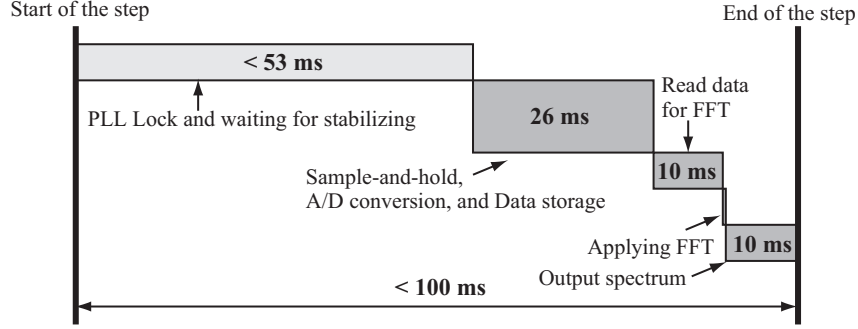 Start of the step
End of the step
< 53 ms
PLL Lock and waiting for stabilizing
26 ms
Read data
for FFT
10 ms
Sample-and-hold,
A/D conversion, and Data storage
Applying FFT
10 ms
Output spectrum
< 100 ms